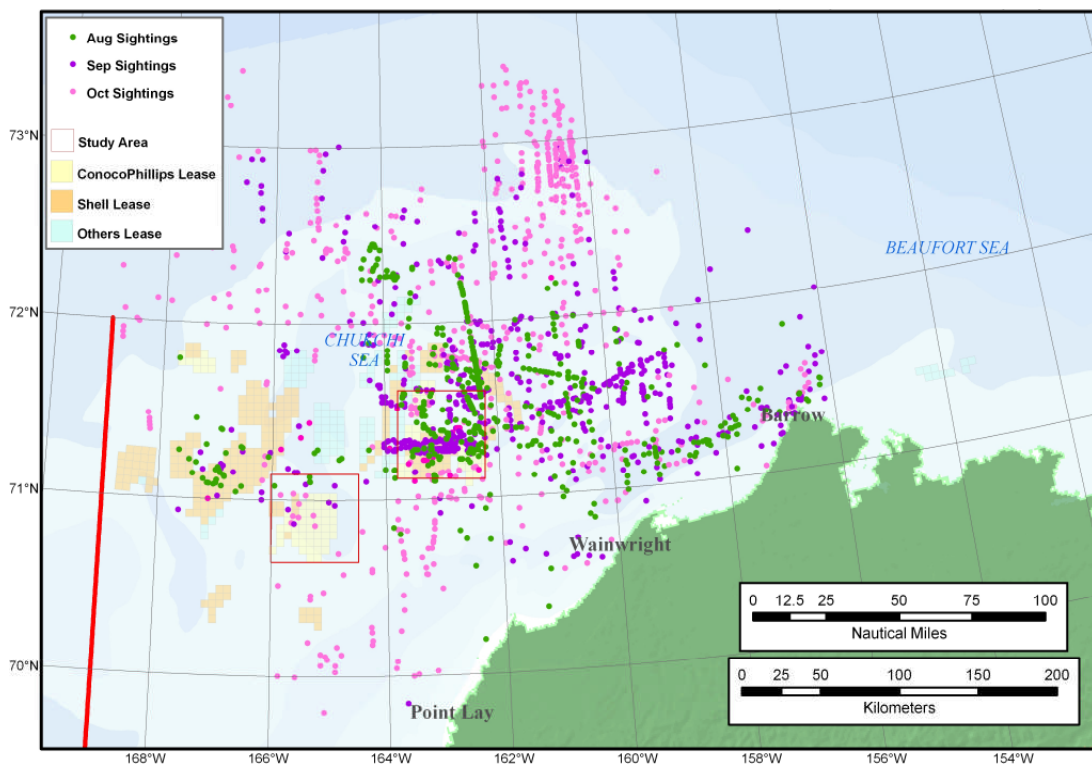 Aug Sightings
Sep Sightings
Oct Sightings
Study Area
ConocoPhillips Lease
Shell Lease
Others Lease
73°N
72°N
71°N
70°N
BEAUFORT SEA
CHUKCHI
SEA
Barrow
Wainwright
Point Lay
0 12.5 25 50 75 100
Nautical Miles
0 25 50 100 150 200
Kilometers
168°W 166°W 164°W 162°W 160°W 158°W 156°W 154°W